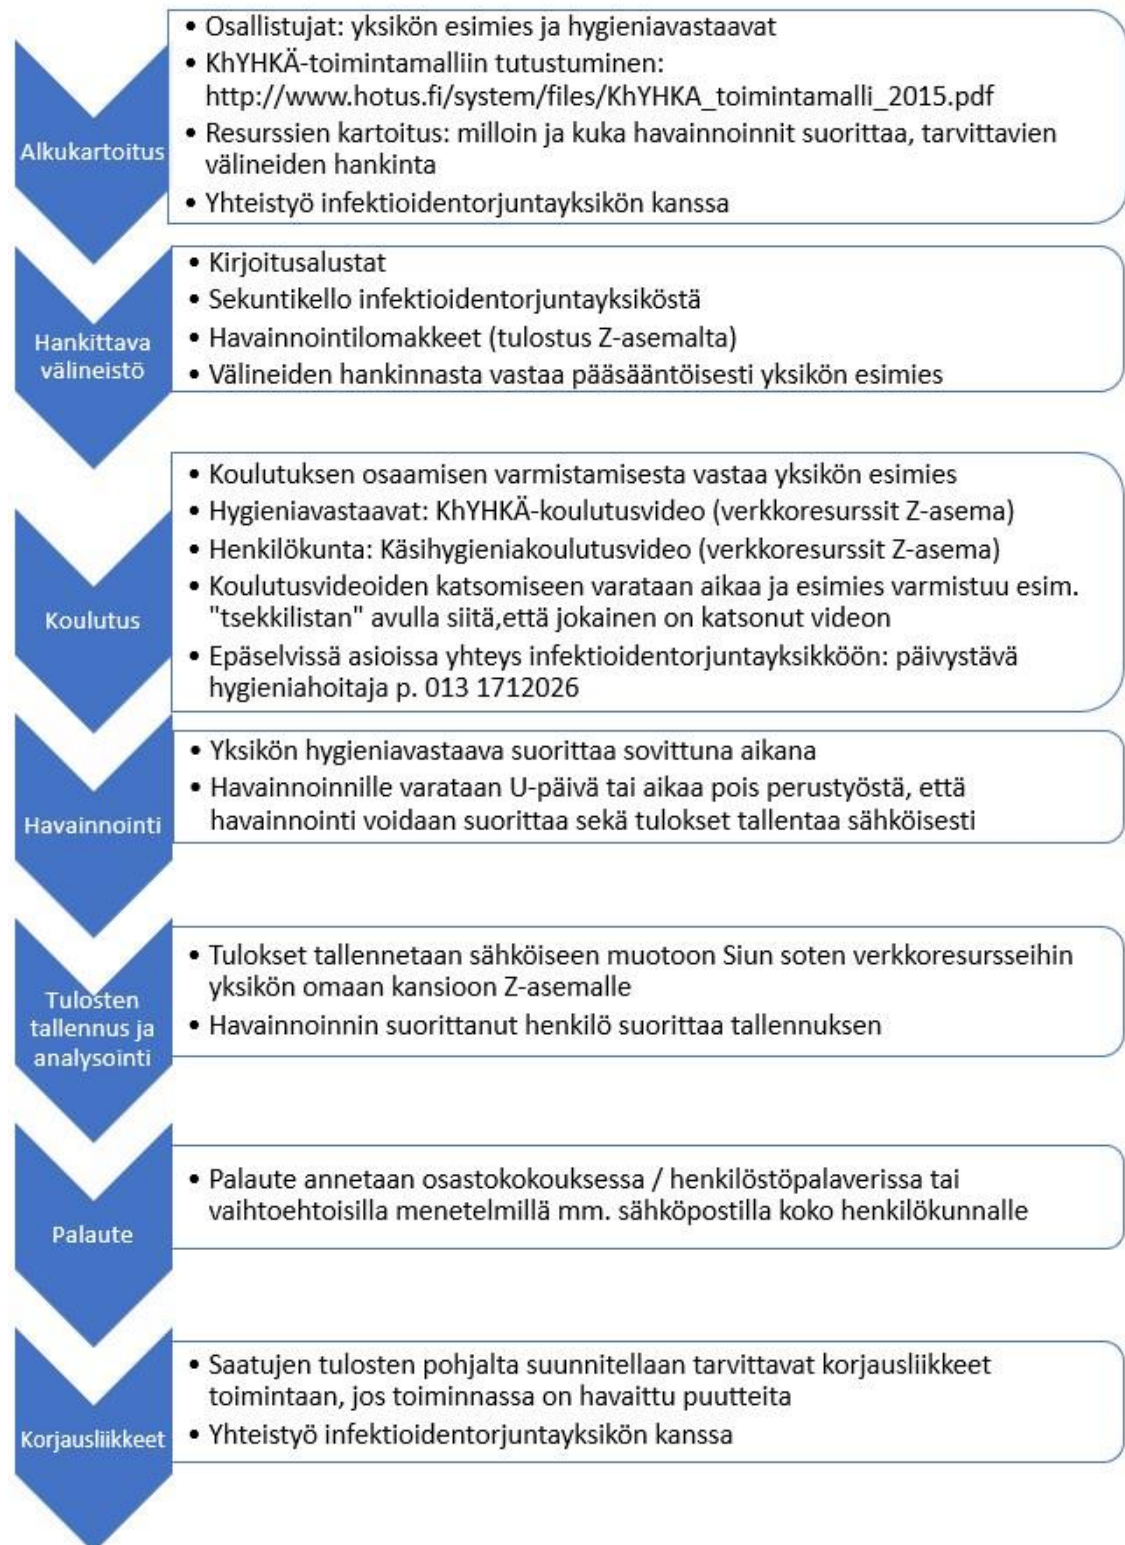 Alkukartoitus
• Osallistujat: yksikön esimies ja hygieniavastaavat
• KhYHKÄ-toimintamalliin tutustuminen:
http://www.hotus.fi/system/files/KhYHKA_toimintamalli_2015.pdf
• Resurssien kartoitus: milloin ja kuka havainnoinnit suorittaa, tarvittavien
välineiden hankinta
• Yhteistyö infektioidentorjuntayksikön kanssa
Hankittava
välineistö
• Kirjoitusalustat
• Sekuntikello infektioidentorjuntayksiköstä
• Havainnointilomakkeet (tulostus Z-asemalta)
• Välineiden hankinnasta vastaa pääsääntöisesti yksikön esimies
Koulutus
• Koulutuksen osaamisen varmistamisesta vastaa yksikön esimies
• Hygieniavastaavat: KhYHKÄ-koulutusvideo (verkkoresurssit Z-asema)
• Henkilökunta: Käsihygieniakoulutusvideo (verkkoresurssit Z-asema)
• Koulutusvideoiden katsomiseen varataan aikaa ja esimies varmistuu esim.
"tsekkilistan" avulla siitä,että jokainen on katsonut videon
• Epäselvissä asioissa yhteys infektioidentorjuntayksikköön: päivystävä
hygieniahoitaja p. 013 1712026
Havainnointi
• Yksikön hygieniavastaava suorittaa sovittuna aikana
• Havainnoinnille varataan U-päivä tai aikaa pois perustyöstä, että
havainnointi voidaan suorittaa sekä tulokset tallentaa sähköisesti
Tulosten
tallennus ja
analysointi
• Tulokset tallennetaan sähköiseen muotoon Siun soten verkkoresursseihin
yksikön omaan kansioon Z-asemalle
• Havainnoinnin suorittanut henkilö suorittaa tallennuksen
Palaute
• Palaute annetaan osastokokouksessa / henkilöstöpalaverissa tai
vaihtoehtoisilla menetelmillä mm. sähköpostilla koko henkilökunnalle
Korjausliikkeet
• Saatujen tulosten pohjalta suunnitellaan tarvittavat korjausliikkeet
toimintaan, jos toiminnassa on havaittu puutteita
• Yhteistyö infektioidentorjuntayksikön kanssa